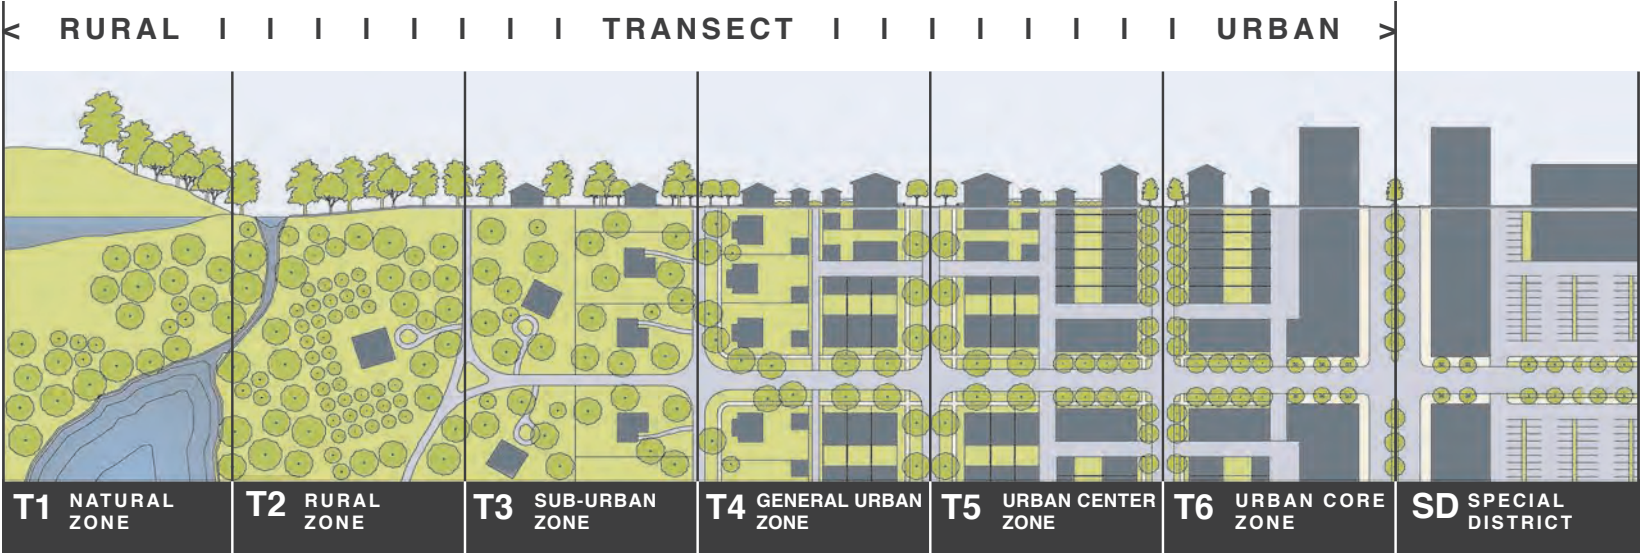 < RURAL I I I I I I I I TRANSECT I I I I I I I I URBAN >
T1 NATURAL
ZONE
T2 RURAL
ZONE
T3 SUB-URBAN
ZONE
T4 GENERAL URBAN
ZONE
T5 URBAN CENTER
ZONE
T6 URBAN CORE
ZONE
SD SPECIAL
DISTRICT